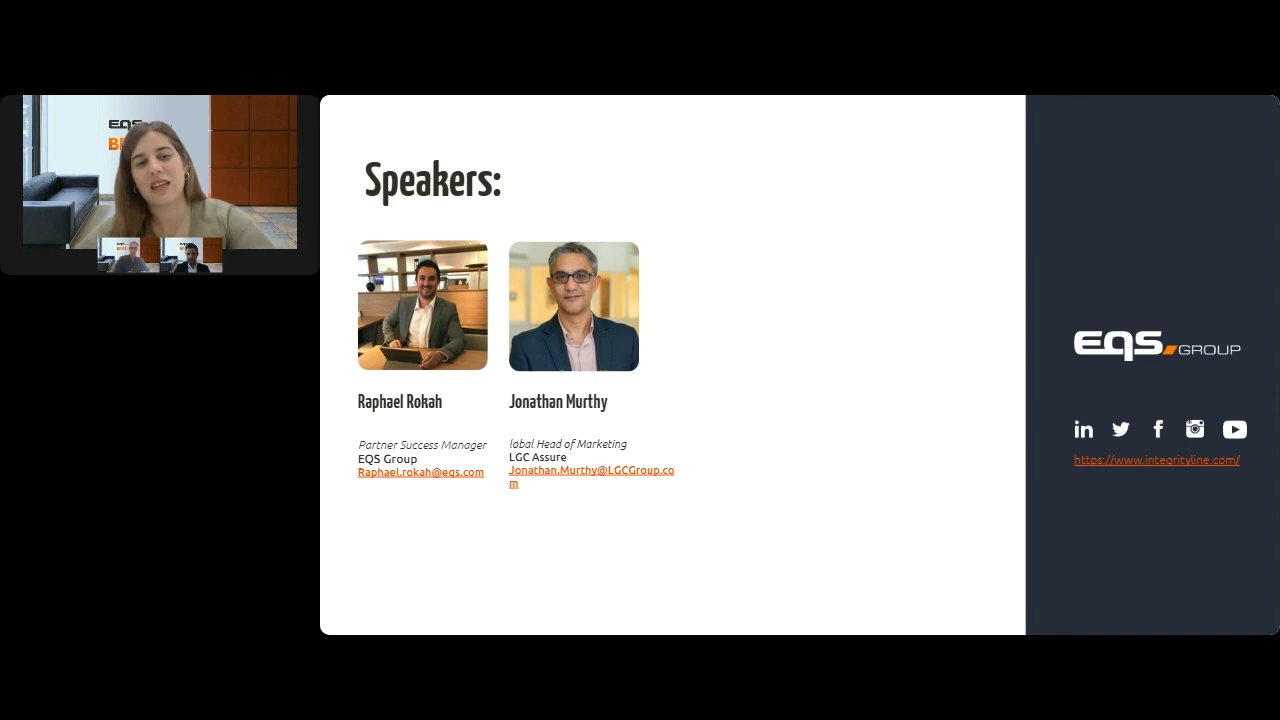 EQS
Speakers:
Raphael Rokah
Partner Success Manager
EQS Group
Raphael.rokah@eqs.com
Jonathan Murthy
lobal Head of Marketing
LGC Assure
Jonathan.Murthy@LGCGroup.co
m
EQS GROUP
https://www.integrityline.com/